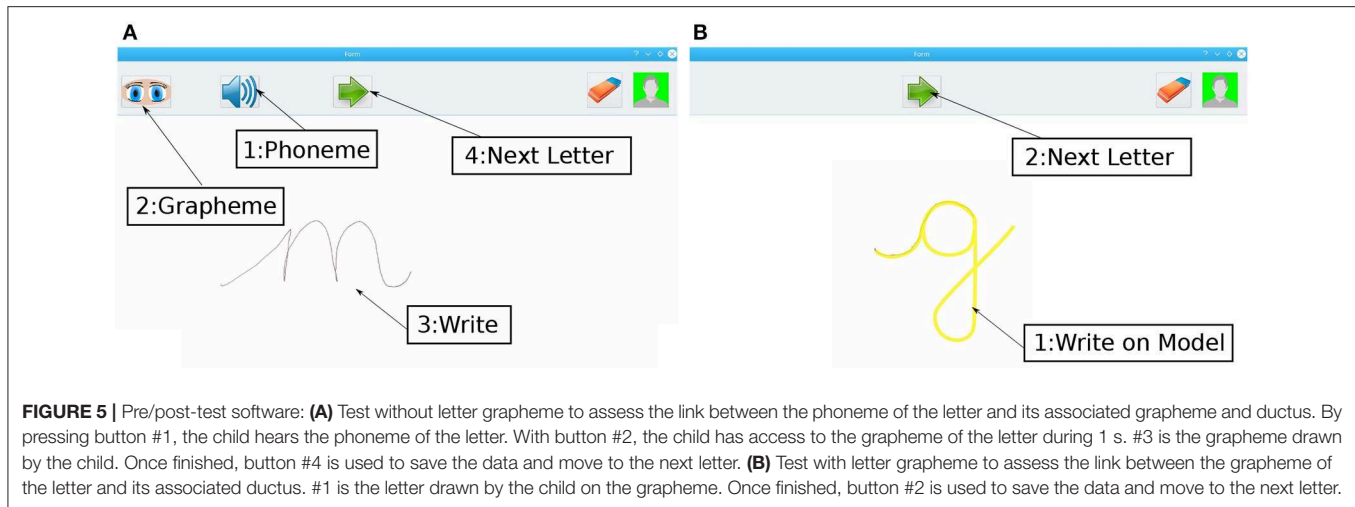 A
B
Form
Form
1:Phoneme
4:Next Letter
2:Grapheme
3:Write
m
2:Next Letter
g
1:Write on Model
FIGURE 5 | Pre/post-test software: (A) Test without letter grapheme to assess the link between the phoneme of the letter and its associated grapheme and ductus. By
pressing button #1, the child hears the phoneme of the letter. With button #2, the child has access to the grapheme of the letter during 1 s. #3 is the grapheme drawn
by the child. Once finished, button #4 is used to save the data and move to the next letter. (B) Test with letter grapheme to assess the link between the grapheme of
the letter and its associated ductus. #1 is the letter drawn by the child on the grapheme. Once finished, button #2 is used to save the data and move to the next letter.